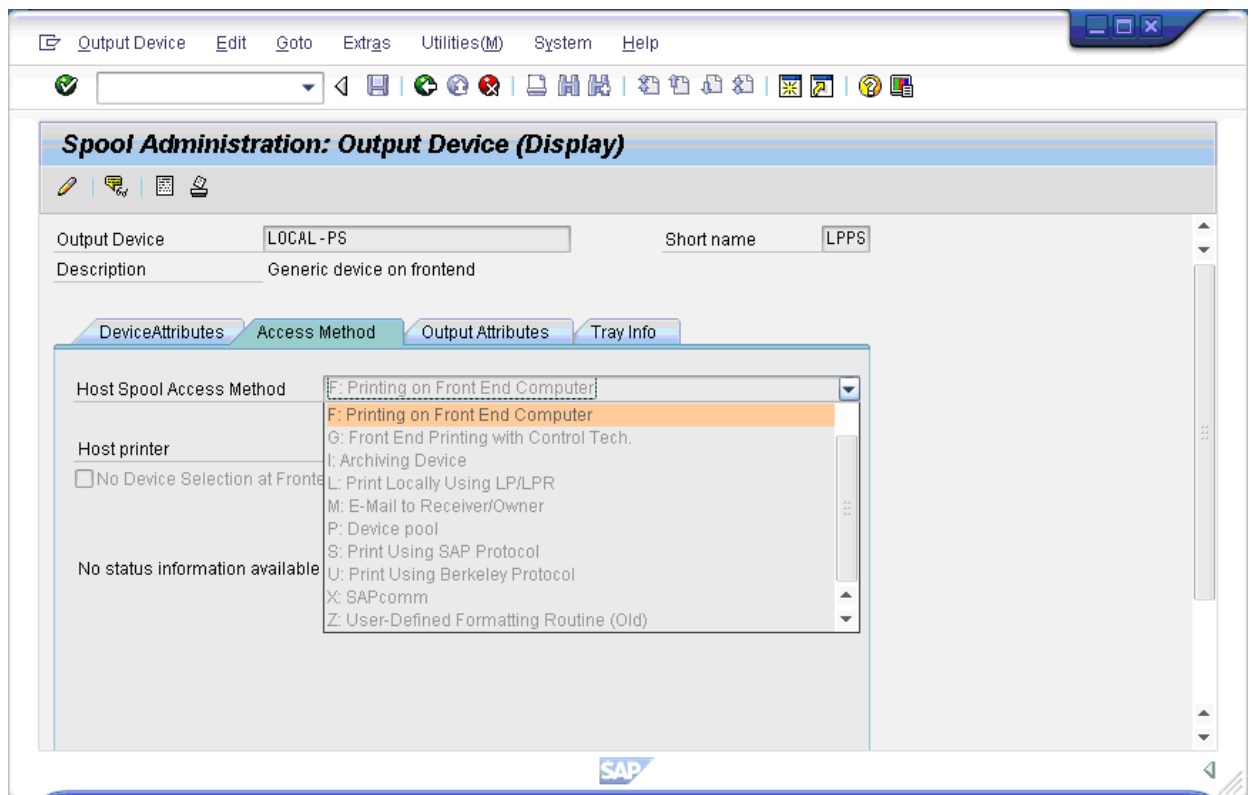 Output Device Edit Goto Extras Utilities(M) System Help
Spool Administration: Output Device (Display)
Output Device LOCAL-PS Short name LPPS
Description Generic device on frontend
DeviceAttributes Access Method Output Attributes Tray Info
Host Spool Access Method F: Printing on Front End Computer
F: Printing on Front End Computer
G: Front End Printing with Control Tech.
Host printer
I: Archiving Device
No Device Selection at Fronte
L: Print Locally Using LP/LPR
M: E-Mail to Receiver/Owner
P: Device pool
S: Print Using SAP Protocol
No status information available
U: Print Using Berkeley Protocol
X: SAPcomm
Z: User-Defined Formatting Routine (Old)
SAP